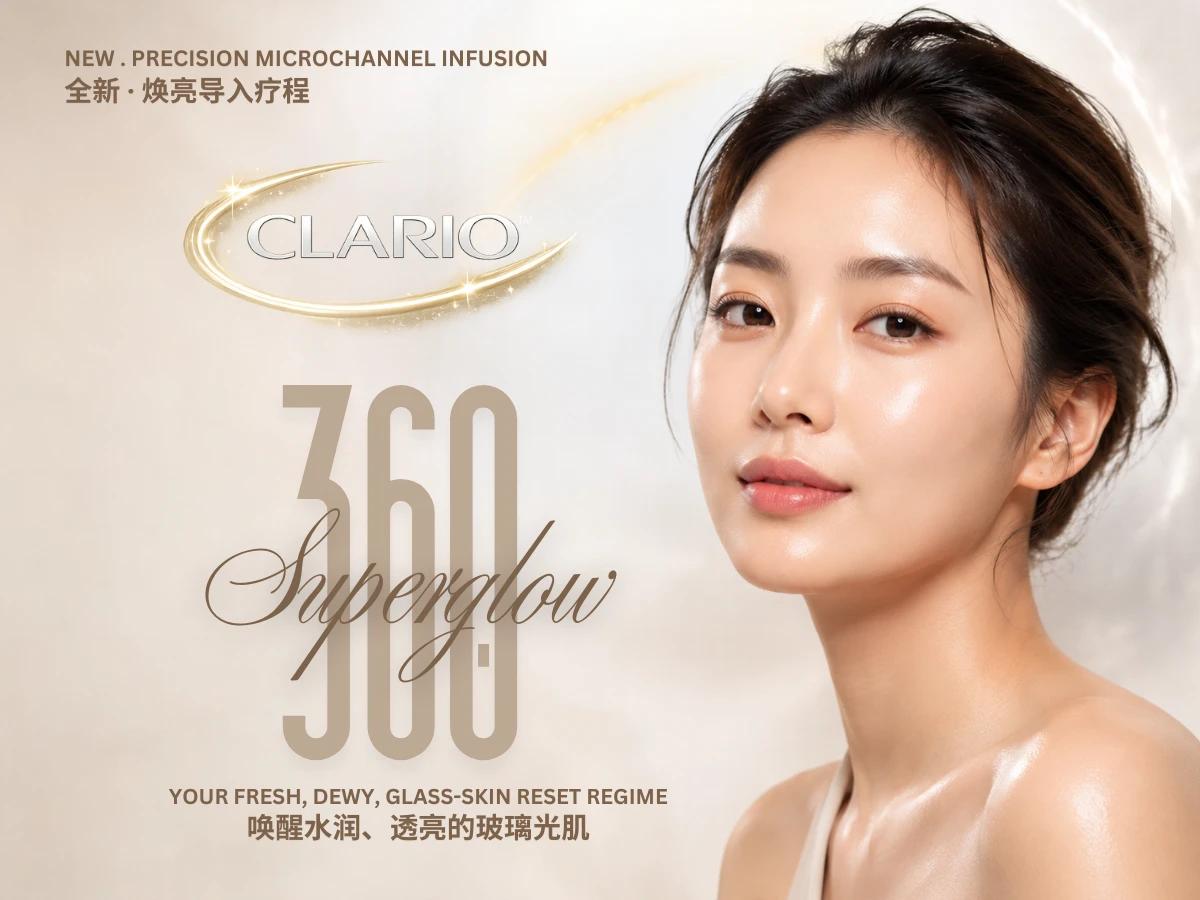 NEW . PRECISION MICROCHANNEL INFUSION
全新 · 焕亮导入疗程
CLARIO™
360
Superglow
YOUR FRESH, DEWY, GLASS-SKIN RESET REGIME
唤醒水润、透亮的玻璃光肌